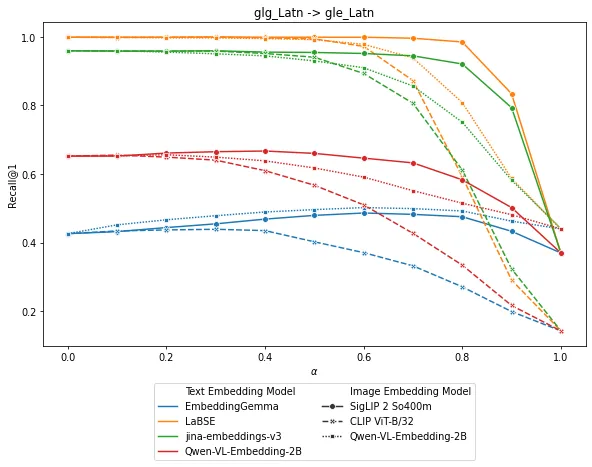 glg_Latn -> gle_Latn
Recall@1
1.0
0.8
0.6
0.4
0.2
0.0 0.2 0.4 0.6 0.8 1.0
α
Text Embedding Model Image Embedding Model
EmbeddingGemma SigLIP 2 So400m
LaBSE CLIP ViT-B/32
jina-embeddings-v3 Qwen-VL-Embedding-2B
Qwen-VL-Embedding-2B